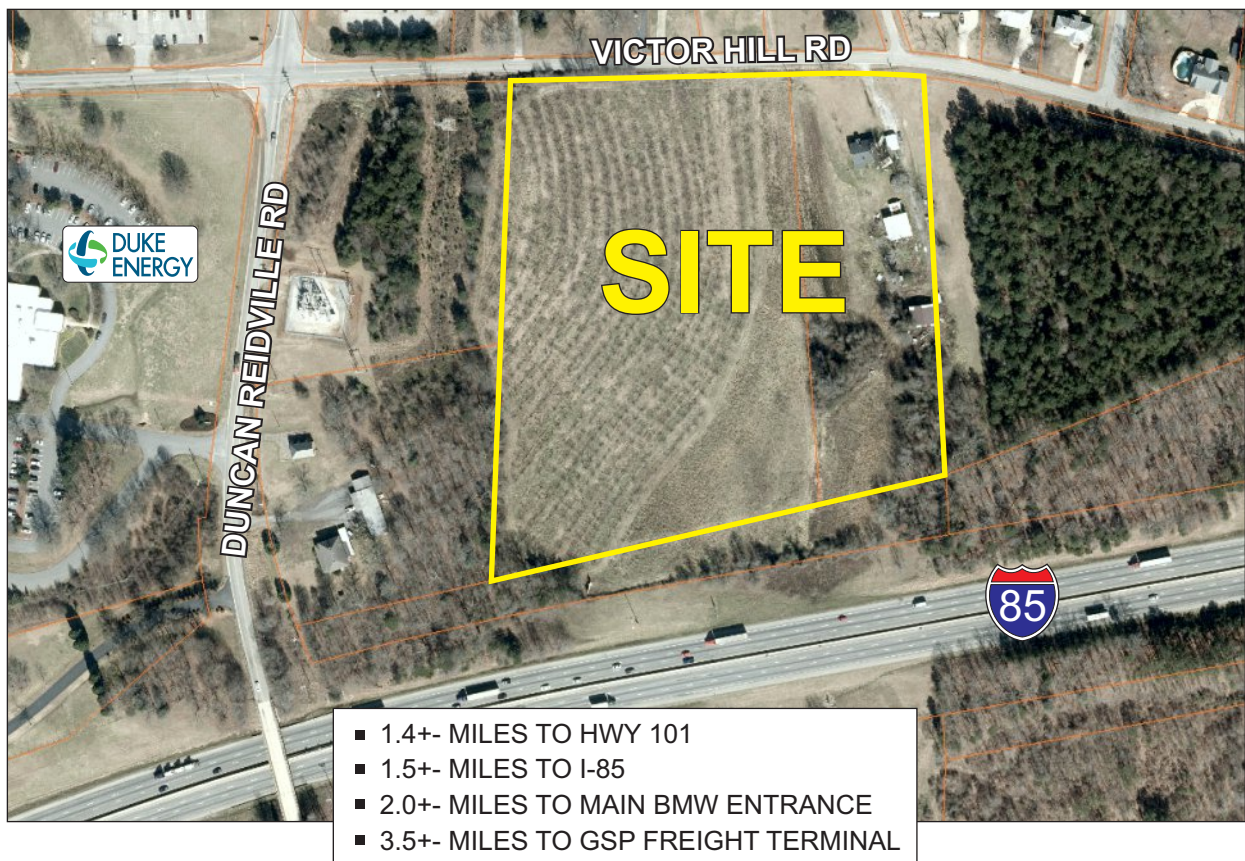 VICTOR HILL RD
DUKE
ENERGY
DUNCAN REIDVILLE RD
SITE
85
▪ 1.4+- MILES TO HWY 101
▪ 1.5+- MILES TO I-85
▪ 2.0+- MILES TO MAIN BMW ENTRANCE
▪ 3.5+- MILES TO GSP FREIGHT TERMINAL